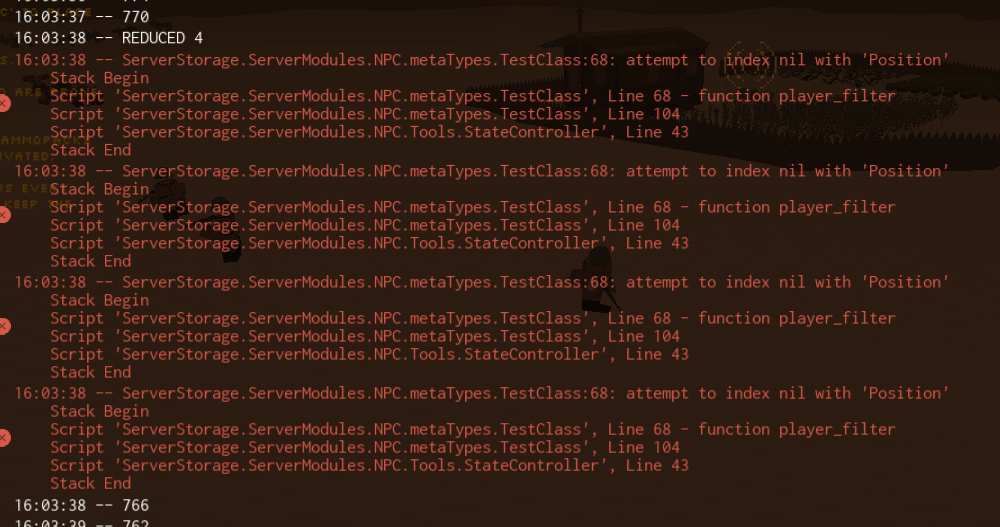 16:03:37 -- 770
16:03:38 -- REDUCED 4
16:03:38 -- ServerStorage.ServerModules.NPC.metaTypes.TestClass:68: attempt to index nil with 'Position'
Stack Begin
Script 'ServerStorage.ServerModules.NPC.metaTypes.TestClass', Line 68 - function player_filter
Script 'ServerStorage.ServerModules.NPC.metaTypes.TestClass', Line 104
Script 'ServerStorage.ServerModules.NPC.Tools.StateController', Line 43
Stack End
16:03:38 -- ServerStorage.ServerModules.NPC.metaTypes.TestClass:68: attempt to index nil with 'Position'
Stack Begin
Script 'ServerStorage.ServerModules.NPC.metaTypes.TestClass', Line 68 - function player_filter
Script 'ServerStorage.ServerModules.NPC.metaTypes.TestClass', Line 104
Script 'ServerStorage.ServerModules.NPC.Tools.StateController', Line 43
Stack End
16:03:38 -- ServerStorage.ServerModules.NPC.metaTypes.TestClass:68: attempt to index nil with 'Position'
Stack Begin
Script 'ServerStorage.ServerModules.NPC.metaTypes.TestClass', Line 68 - function player_filter
Script 'ServerStorage.ServerModules.NPC.metaTypes.TestClass', Line 104
Script 'ServerStorage.ServerModules.NPC.Tools.StateController', Line 43
Stack End
16:03:38 -- ServerStorage.ServerModules.NPC.metaTypes.TestClass:68: attempt to index nil with 'Position'
Stack Begin
Script 'ServerStorage.ServerModules.NPC.metaTypes.TestClass', Line 68 - function player_filter
Script 'ServerStorage.ServerModules.NPC.metaTypes.TestClass', Line 104
Script 'ServerStorage.ServerModules.NPC.Tools.StateController', Line 43
Stack End
16:03:38 -- 766
16:03:39 -- 762